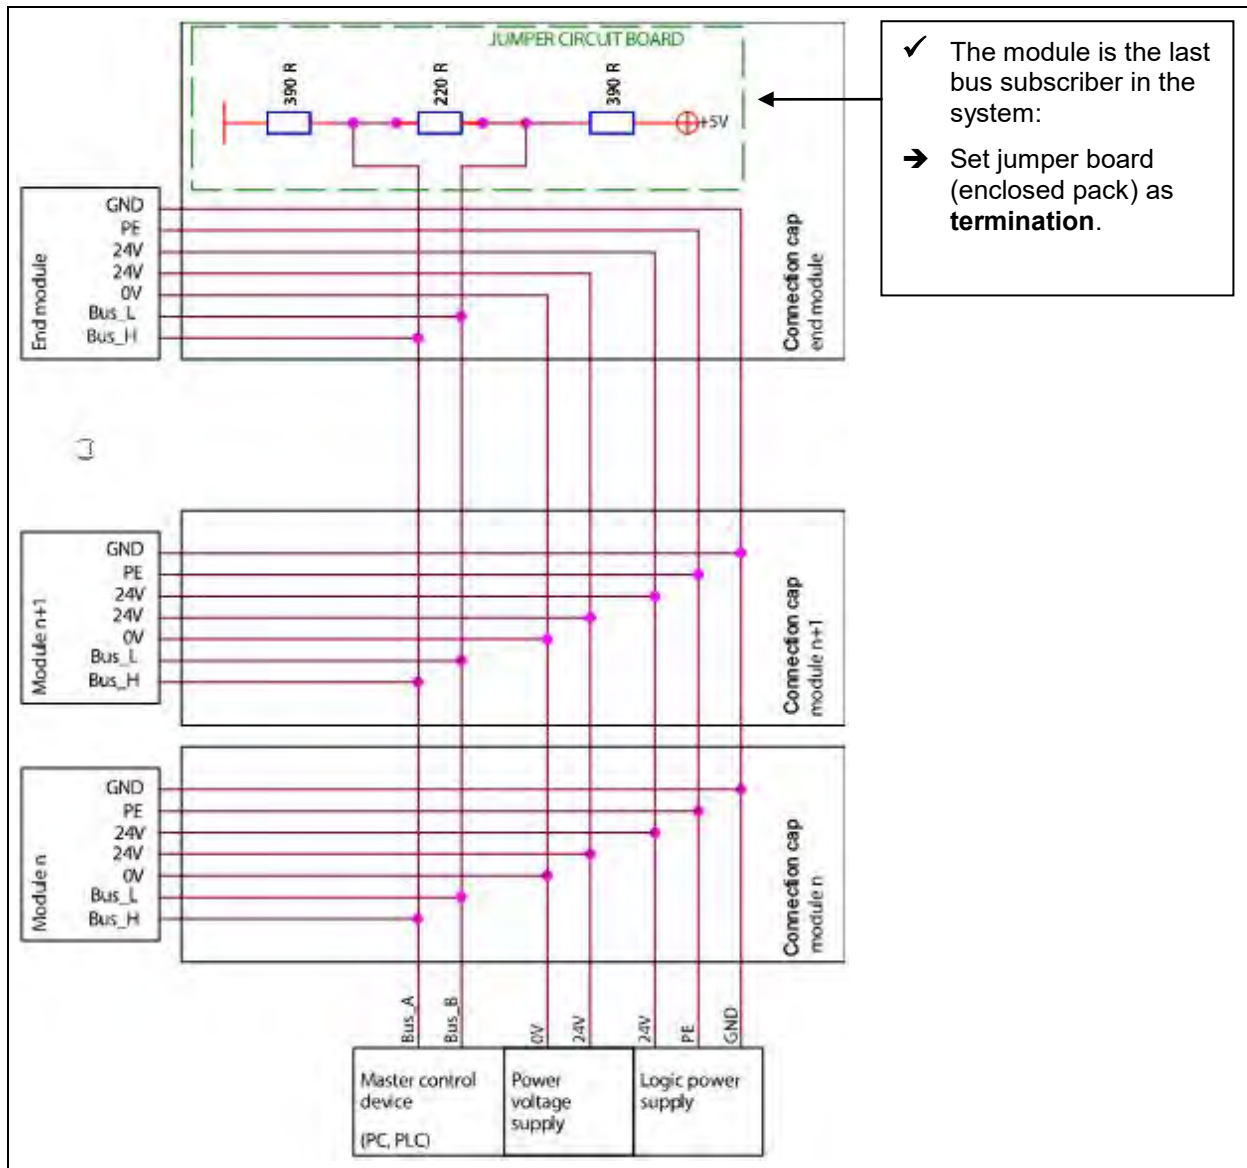 JUMPER CIRCUIT BOARD
390 R
220 R
390 R
+5V
✓ The module is the last
bus subscriber in the
system:
➔ Set jumper board
(enclosed pack) as
termination.
End module
GND
PE
24V
24V
0V
Bus_L
Bus_H
Connection cap
end module
(...)
Module n+1
GND
PE
24V
24V
0V
Bus_L
Bus_H
Connection cap
module n+1
Module n
GND
PE
24V
24V
0V
Bus_L
Bus_H
Connection cap
module n
Bus_A
Bus_B
0V
24V
24V
PE
GND
Master control
device
(PC, PLC)
Power
voltage
supply
Logic power
supply